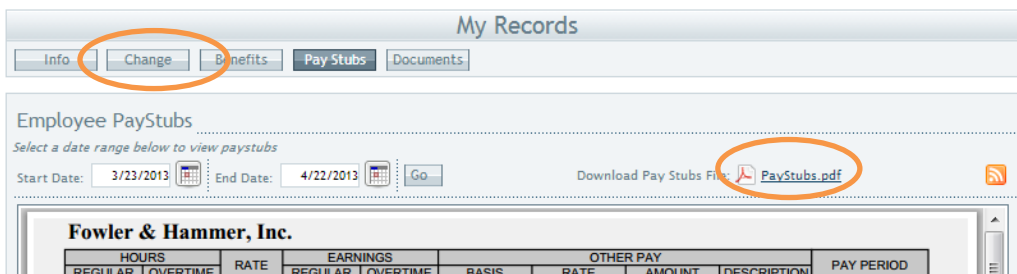 My Records
Info Change Benefits Pay Stubs Documents
Employee PayStubs
Select a date range below to view paystubs
Start Date: 3/23/2013 End Date: 4/22/2013 Go Download Pay Stubs File: PayStubs.pdf
Fowler & Hammer, Inc.
HOURS RATE EARNINGS OTHER PAY PAY PERIOD
REGULAR OVERTIME REGULAR OVERTIME BASIS RATE AMOUNT DESCRIPTION